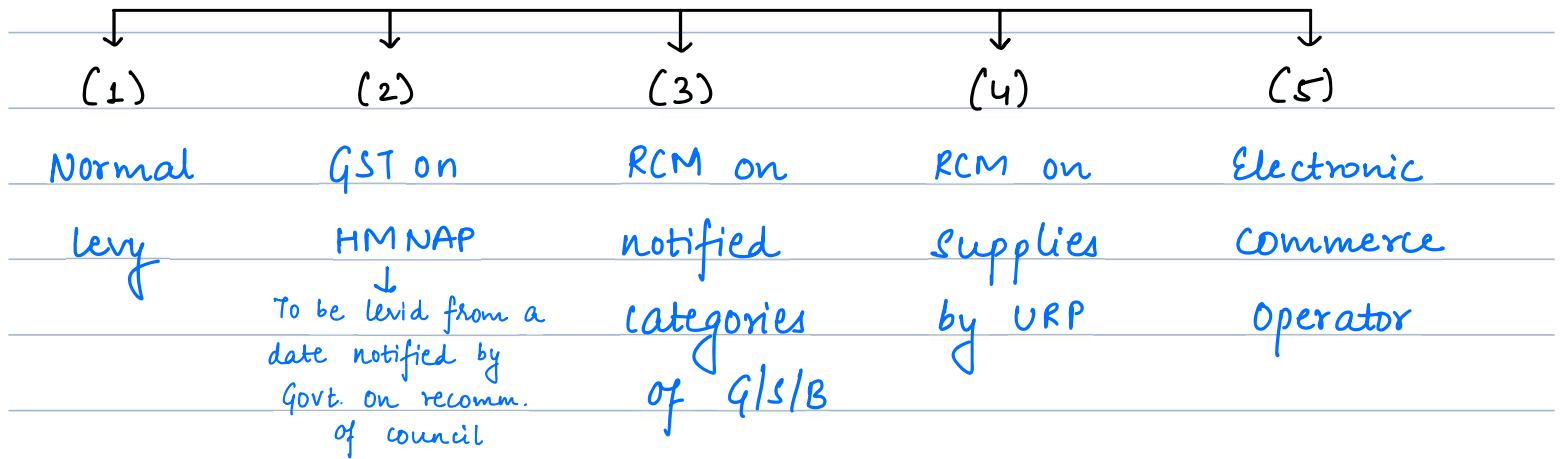 (1) (2) (3) (4) (5)
Normal
levy
GST on
HMNAP
To be levid from a
date notified by
Govt. on recomm.
of council
RCM on
notified
categories
of G/S/B
RCM on
supplies
by URP
Electronic
commerce
operator